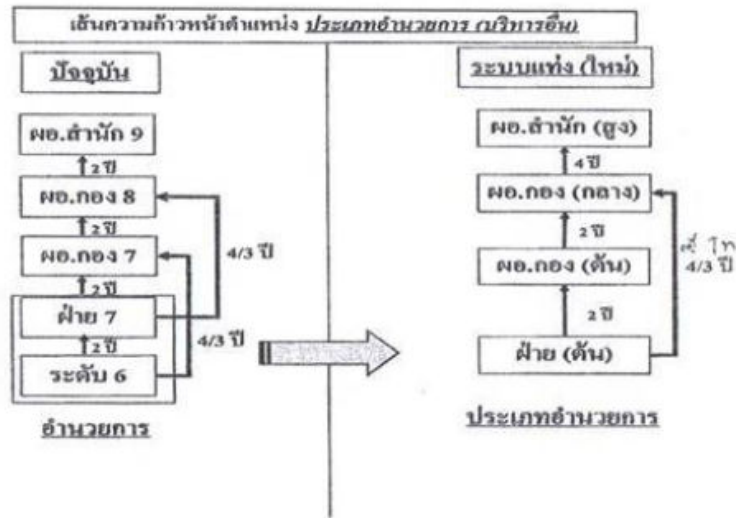 เส้นความก้าวหน้าตำแหน่ง ประเภทอำนวยการ (บริหารอื่น)
ปัจจุบัน
ผอ.สำนัก 9
2 ปี
ผอ.กอง 8
2 ปี
ผอ.กอง 7
4/3 ปี
2 ปี
ฝ่าย 7
2 ปี
4/3 ปี
ระดับ 6
อำนวยการ
ระบบแท่ง (ใหม่)
ผอ.สำนัก (สูง)
4 ปี
ผอ.กอง (กลาง)
2 ปี
ผอ.กอง (ต้น)
4/3 ปี
2 ปี
ฝ่าย (ต้น)
ประเภทอำนวยการ